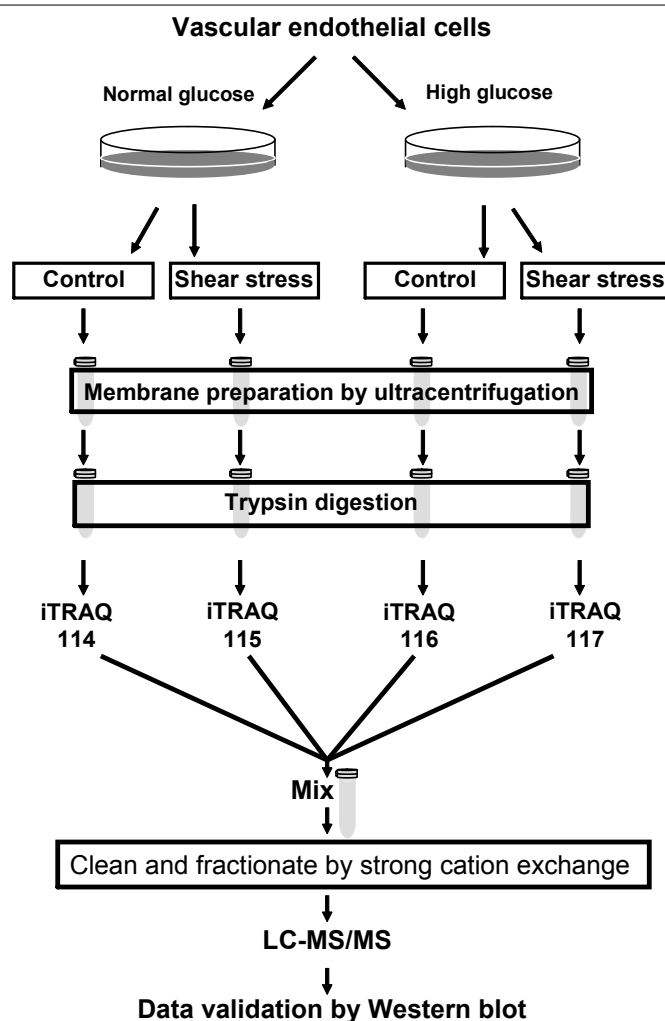 Vascular endothelial cells
Normal glucose
High glucose
Control
Shear stress
Control
Shear stress
Membrane preparation by ultracentrifugation
Trypsin digestion
iTRAQ
114
iTRAQ
115
iTRAQ
116
iTRAQ
117
Mix
Clean and fractionate by strong cation exchange
LC-MS/MS
Data validation by Western blot